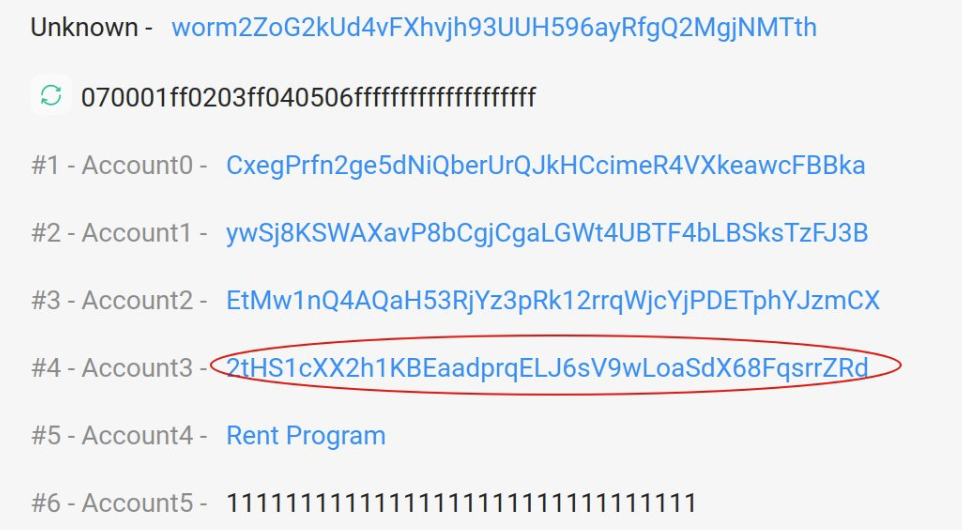 Unknown - worm2ZoG2kUd4vFXhvjh93UUH596ayRfgQ2MgjNMTth
070001ff0203ff040506ffffffffffffffffffff
#1 - Account0 - CxegPrfn2ge5dNiQberUrQJkHCcimeR4VXkeawcFBBka
#2 - Account1 - ywSj8KSWAXavP8bCgjCgaLGWt4UBTF4bLBSksTzFJ3B
#3 - Account2 - EtMw1nQ4AQaH53RjYz3pRk12rrqWjcYjPDETphYJzmCX
#4 - Account3 - 2tHS1cXX2h1KBEaadprqELJ6sV9wLoaSdX68FqsrrZRd
#5 - Account4 - Rent Program
#6 - Account5 - 11111111111111111111111111111111